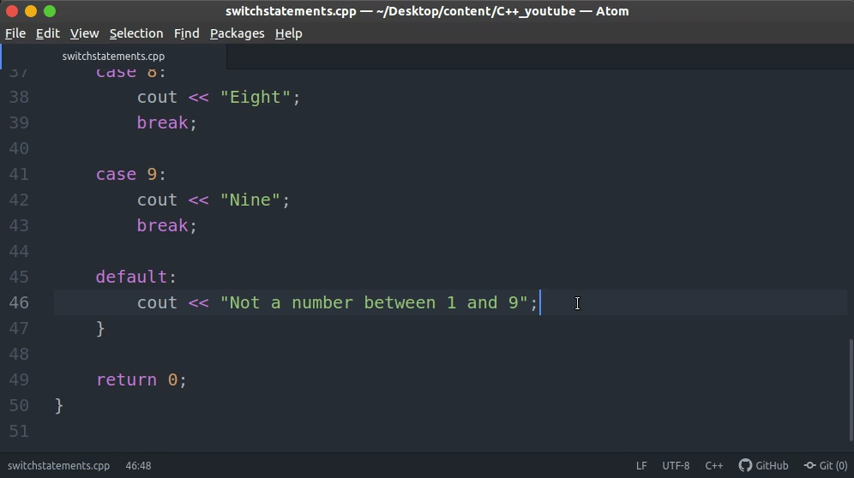 switchstatements.cpp — ~/Desktop/content/C++_youtube — Atom
File Edit View Selection Find Packages Help
switchstatements.cpp
37 case 8:
38 cout << "Eight";
39 break;
40
41 case 9:
42 cout << "Nine";
43 break;
44
45 default:
46 cout << "Not a number between 1 and 9";
47 }
48
49 return 0;
50 }
51
switchstatements.cpp 46:48 LF UTF-8 C++ GitHub Git (0)